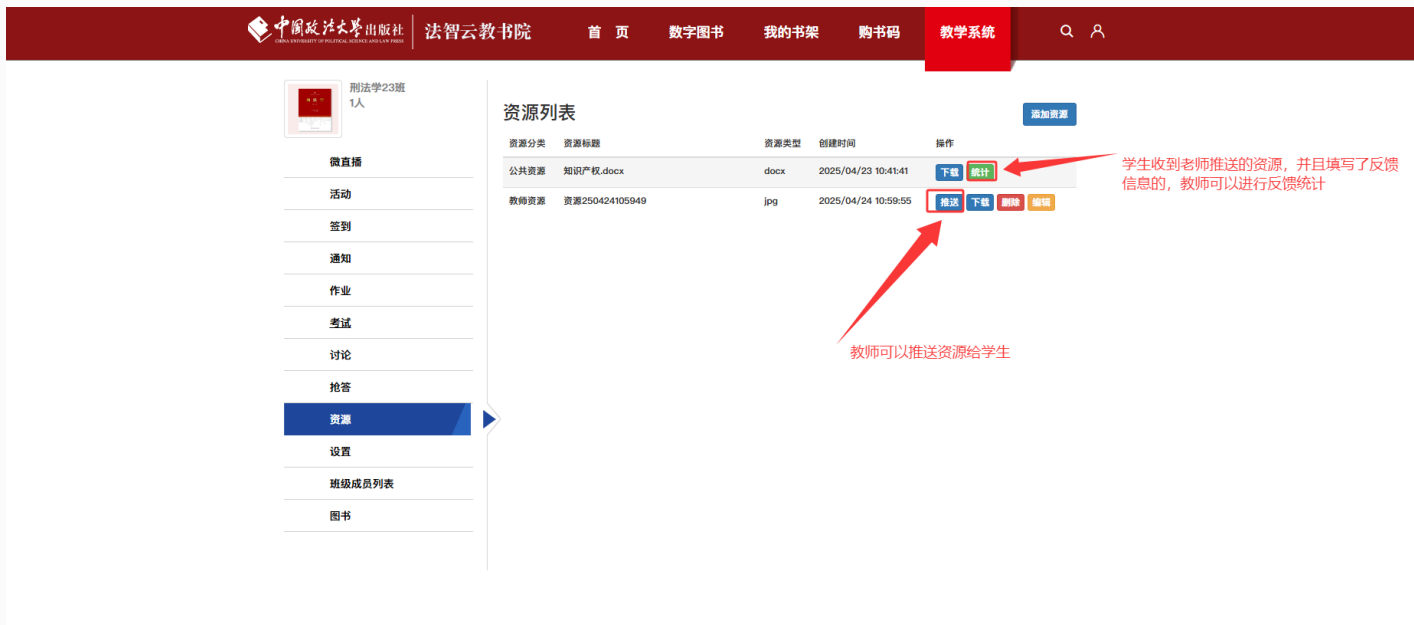 中国政法大学出版社 法智云教书院 首 页 数字图书 我的书架 购书码 教学系统
CHINA UNIVERSITY OF POLITICAL SCIENCE AND LAW PRESS
刑法学23班
1人
资源列表 添加资源
资源分类 资源标题 资源类型 创建时间 操作
公共资源 知识产权.docx docx 2025/04/23 10:41:41 下载 统计
教师资源 资源250424105949 jpg 2025/04/24 10:59:55 推送 下载 删除 编辑
学生收到老师推送的资源，并且填写了反馈
信息的，教师可以进行反馈统计
教师可以推送资源给学生
微直播
活动
签到
通知
作业
考试
讨论
抢答
资源
设置
班级成员列表
图书